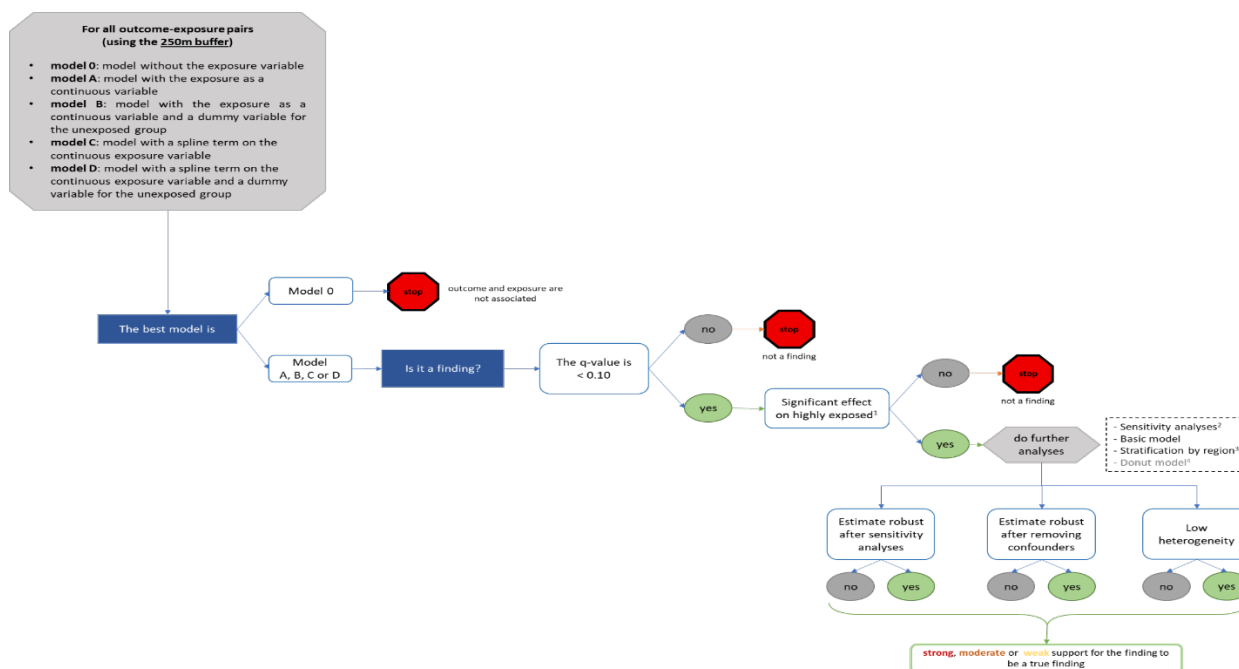 For all outcome-exposure pairs
(using the 250m buffer)
• model 0: model without the exposure variable
• model A: model with the exposure as a
continuous variable
• model B: model with the exposure as a
continuous variable and a dummy variable for
the unexposed group
• model C: model with a spline term on the
continuous exposure variable
• model D: model with a spline term on the
continuous exposure variable and a dummy
variable for the unexposed group
The best model is
Model 0
stop
outcome and exposure are
not associated
Model
A, B, C or D
Is it a finding?
The q-value is
< 0.10
no
stop
not a finding
yes
Significant effect
on highly exposed¹
no
stop
not a finding
yes
do further
analyses
- Sensitivity analyses²
- Basic model
- Stratification by region³
- Donut model⁴
Estimate robust
after sensitivity
analyses
Estimate robust
after removing
confounders
Low
heterogeneity
no
yes
no
yes
no
yes
strong, moderate or weak support for the finding to
be a true finding